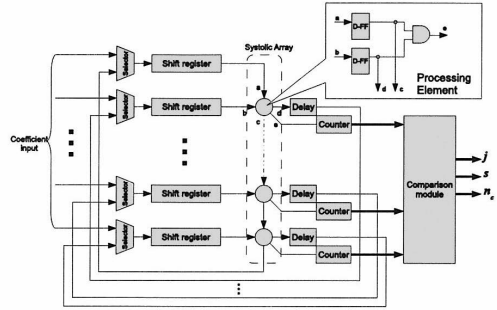 Systolic Array
a
D-FF
e
b
D-FF
d
c
Processing
Element
Selector
Shift register
a
Selector
Shift register
b
d
Delay
c
e
Counter
Coefficient
Input
Comparison
module
j
s
n_c
Selector
Shift register
Delay
Counter
Selector
Shift register
Delay
Counter